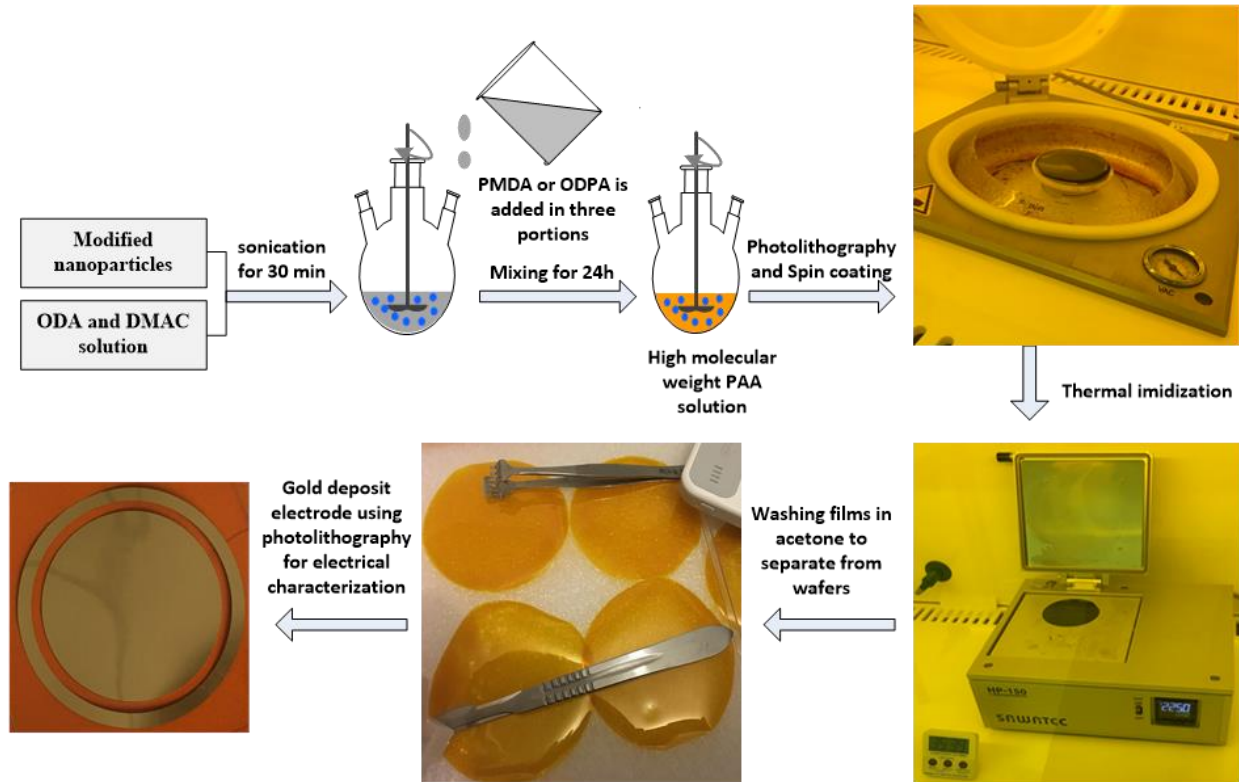 Modified
nanoparticles
ODA and DMAC
solution
sonication
for 30 min
PMDA or ODPA is
added in three
portions
Mixing for 24h
High molecular
weight PAA
solution
Photolithography
and Spin coating
VAC
Thermal imidization
HP-150
SAWATEC
Washing films in
acetone to
separate from
wafers
Gold deposit
electrode using
photolithography
for electrical
characterization